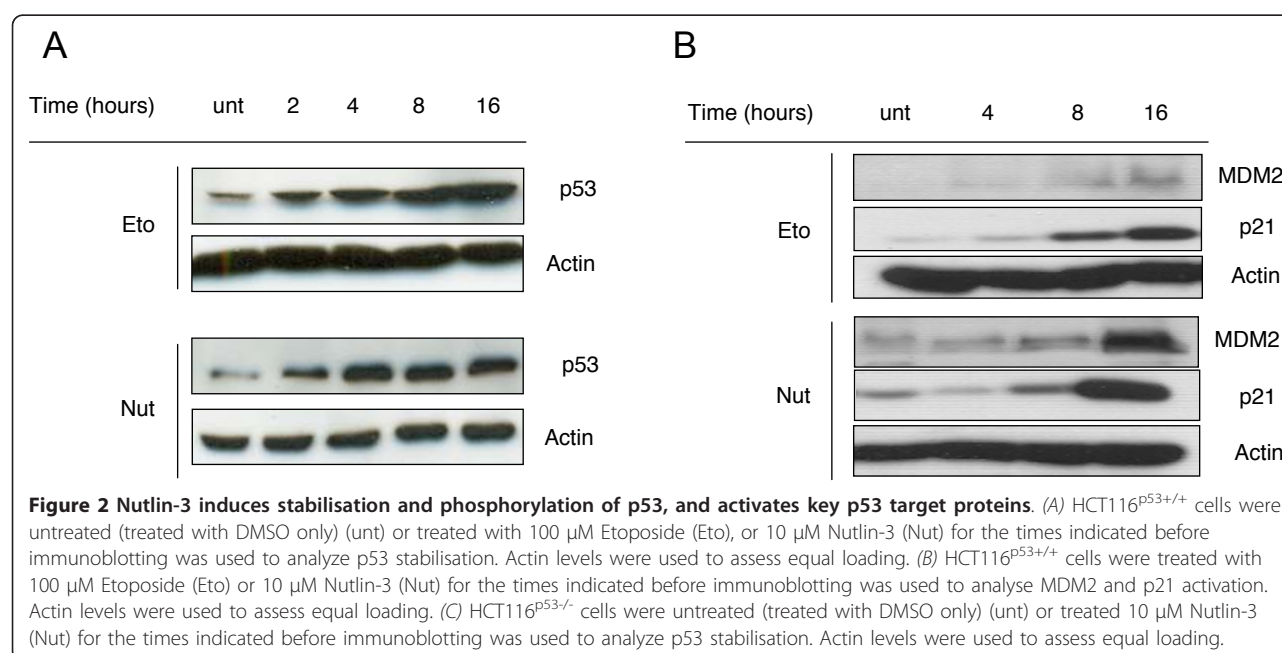 A
Time (hours) unt 2 4 8 16
Eto
p53
Actin
Nut
p53
Actin
B
Time (hours) unt 4 8 16
Eto
MDM2
p21
Actin
Nut
MDM2
p21
Actin
Figure 2 Nutlin-3 induces stabilisation and phosphorylation of p53, and activates key p53 target proteins. (A) HCT116p53+/+ cells were
untreated (treated with DMSO only) (unt) or treated with 100 μM Etoposide (Eto), or 10 μM Nutlin-3 (Nut) for the times indicated before
immunoblotting was used to analyze p53 stabilisation. Actin levels were used to assess equal loading. (B) HCT116p53+/+ cells were treated with
100 μM Etoposide (Eto) or 10 μM Nutlin-3 (Nut) for the times indicated before immunoblotting was used to analyse MDM2 and p21 activation.
Actin levels were used to assess equal loading. (C) HCT116p53-/- cells were untreated (treated with DMSO only) (unt) or treated 10 μM Nutlin-3
(Nut) for the times indicated before immunoblotting was used to analyze p53 stabilisation. Actin levels were used to assess equal loading.